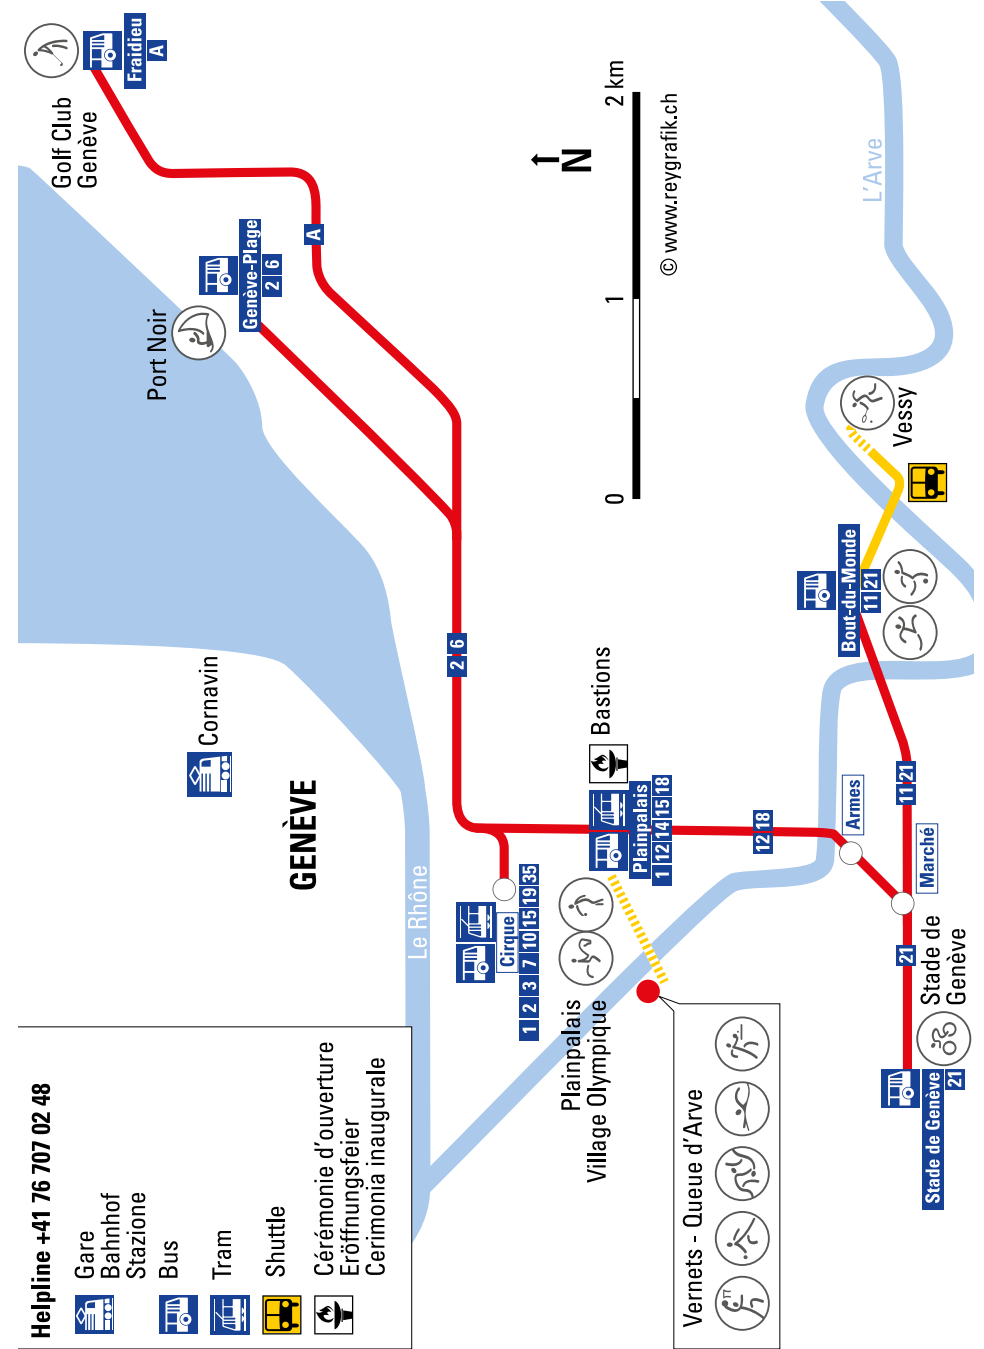 Helpline +41 76 707 02 48
Gare
Bahnhof
Stazione
Bus
Tram
Shuttle
Cérémonie d'ouverture
Eröffnungsfeier
Cerimonia inaugurale
GENÈVE
Cornavin
Le Rhône
Golf Club
Genève
Fraidieu
A
A
Port Noir
Genève-Plage
2 6
2 6
N
0 1 2 km
© www.reygrafik.ch
L'Arve
Cirque
1 2 3 7 10 15 19 35
Bastions
Plainpalais
1 12 14 15 18
12 18
Plainpalais
Village Olympique
Vernets - Queue d'Arve
Armes
Marché
11 21
21
Stade de
Genève
Stade de Genève
21
Bout-du-Monde
11 21
Vessy